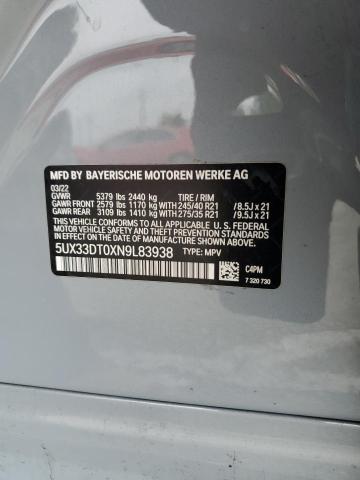 MFD BY BAYERISCHE MOTOREN WERKE AG
03/22
GVWR 5379 lbs 2440 kg TIRE / RIM
GAWR FRONT 2579 lbs 1170 kg 245/40 R21 /8.5J x 21
GAWR REAR 3109 lbs 1410 kg 275/35 R21 /9.5J x 21
THIS VEHICLE CONFORMS TO ALL APPLICABLE U. S. FEDERAL
MOTOR VEHICLE SAFETY AND THEFT PREVENTION STANDARDS
IN EFFECT ON THE DATE OF MANUFACTURE SHOWN ABOVE.
5UX33DT0XN9L83938 TYPE: MPV
C4PM
7 320 730